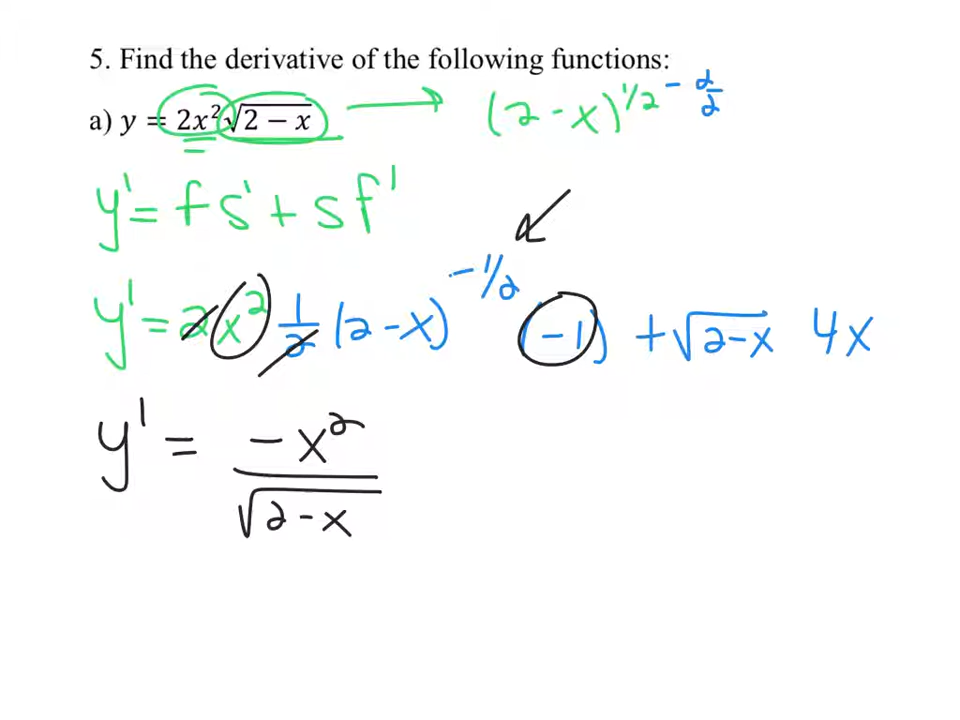 5. Find the derivative of the following functions:
a) y = 2x²√(2 − x) (2-x)^1/2 - 2/2
y' = fs' + sf'
y' = 2x² 1/2 (2-x)^-1/2 (-1) + √(2-x) 4x
y' = -x²/√(2-x)